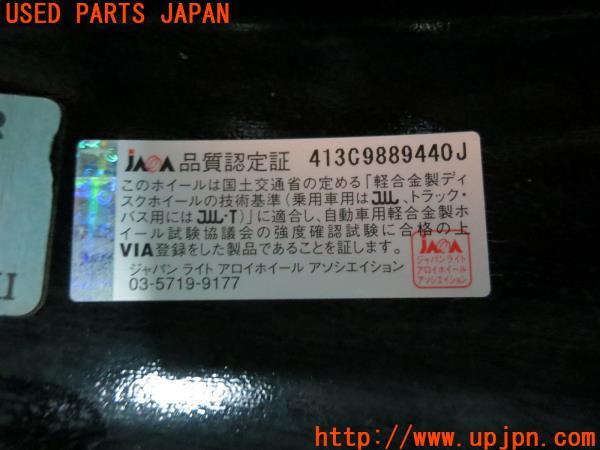 USED PARTS JAPAN
R
JAWA 品質認定証 413C9889440J
このホイールは国土交通省の定める「軽合金製ディ
スクホイールの技術基準(乗用車用はJWL、トラック・
バス用にはJWL-T)」に適合し、自動車用軽合金製ホ
イール試験協議会の強度確認試験に合格の上
VIA登録をした製品であることを証します。
ジャパン ライト アロイホイール アソシエイション
03-5719-9177
JAWA
ジャパンライト
アロイホイール
アソシエイション
http://www.upjpn.com/